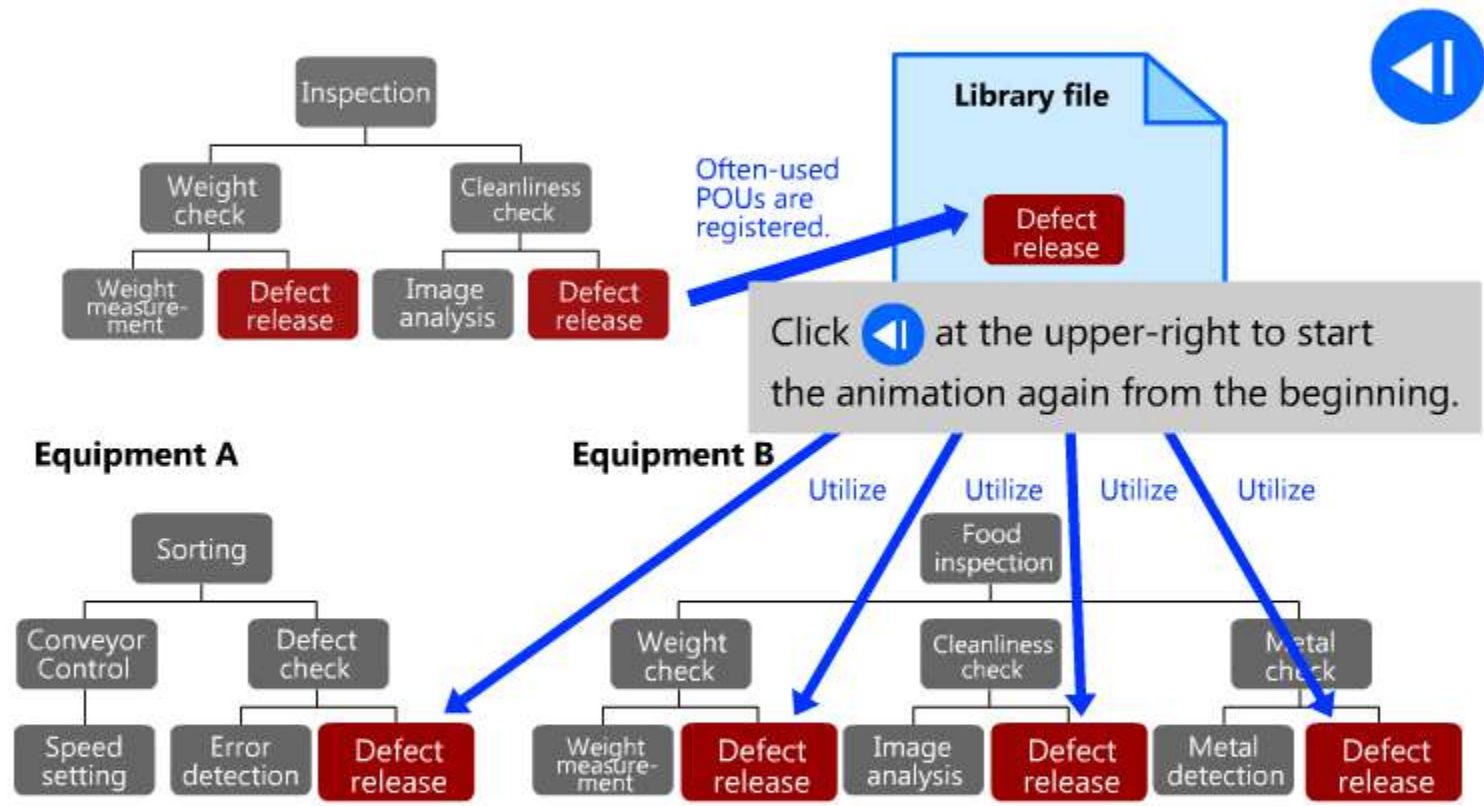 Inspection
Library file
Weight
check
Cleanliness
check
Often-used
POUs are
registered.
Defect
release
Weight
measure-
ment
Defect
release
Image
analysis
Defect
release
Click at the upper-right to start
the animation again from the beginning.
Equipment A
Equipment B
Utilize
Utilize
Utilize
Utilize
Sorting
Conveyor
Control
Defect
check
Speed
setting
Error
detection
Defect
release
Food
inspection
Weight
check
Cleanliness
check
Metal
check
Weight
measure-
ment
Defect
release
Image
analysis
Defect
release
Metal
detection
Defect
release